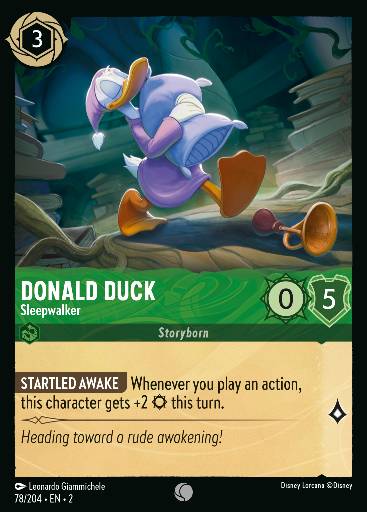 3
DONALD DUCK
Sleepwalker
0
5
Storyborn
STARTLED AWAKE Whenever you play an action,
this character gets +2 this turn.
Heading toward a rude awakening!
Leonardo Giammichele
78/204 • EN • 2
Disney Lorcana ©Disney